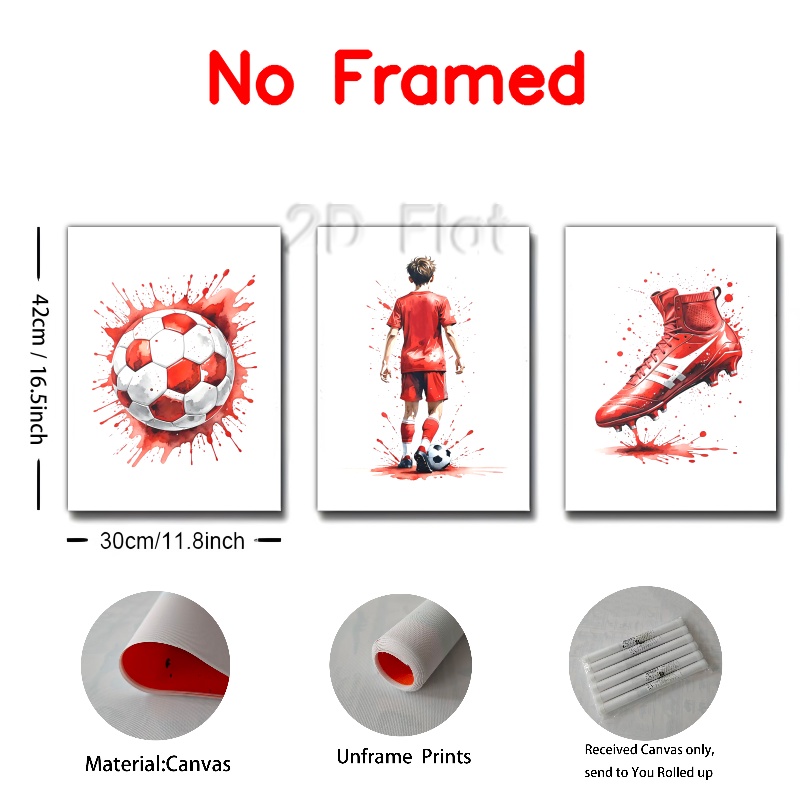 No Framed
2D Flat
42cm / 16.5inch
30cm/11.8inch
Material:Canvas
Unframe Prints
Received Canvas only,
send to You Rolled up